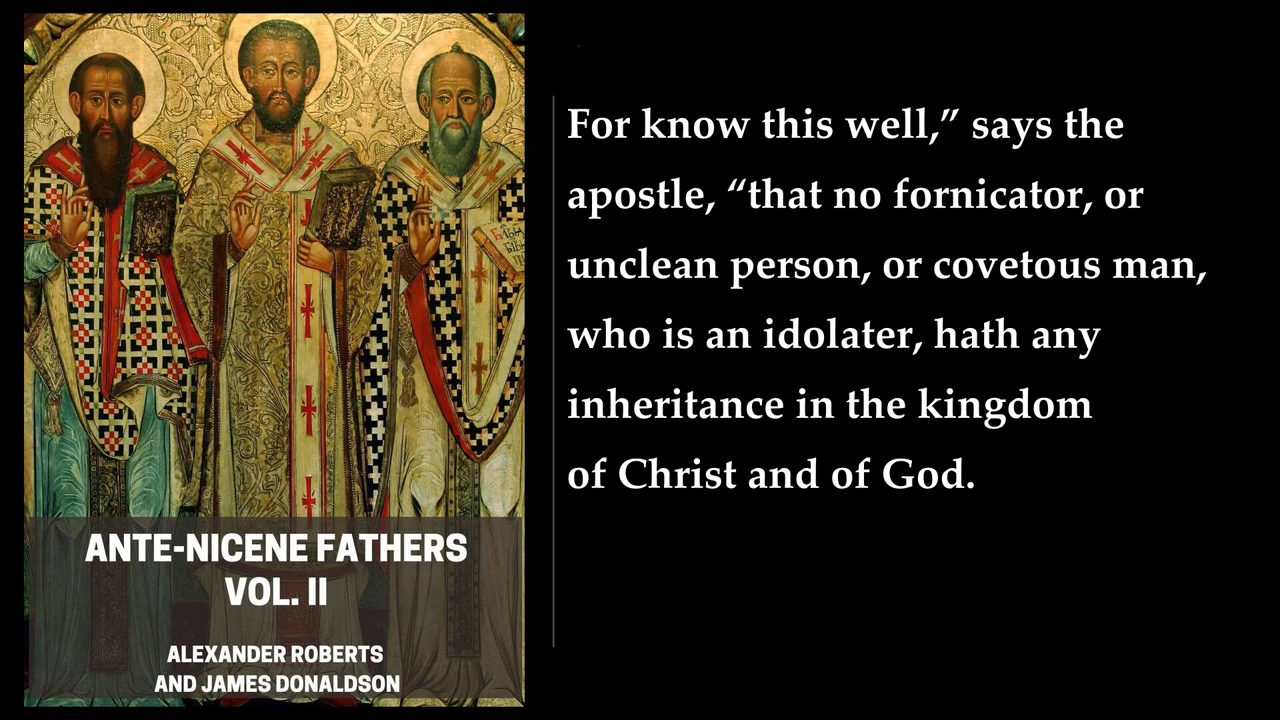 For know this well,” says the
apostle, “that no fornicator, or
unclean person, or covetous man,
who is an idolater, hath any
inheritance in the kingdom
of Christ and of God.
ANTE-NICENE FATHERS
VOL. II
ALEXANDER ROBERTS
AND JAMES DONALDSON